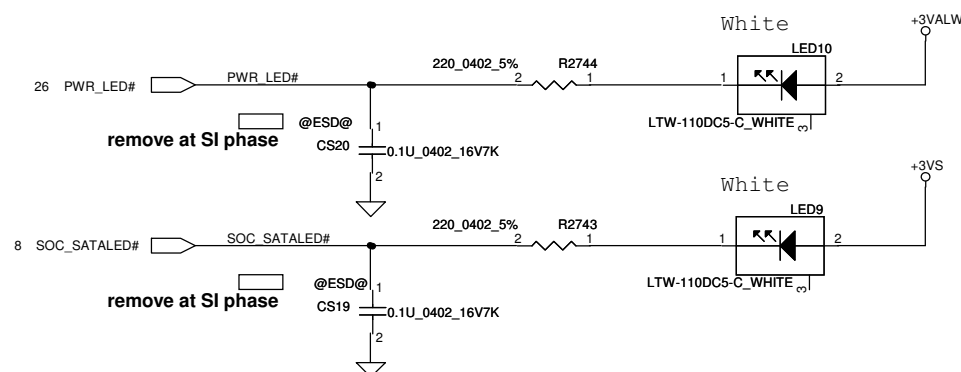 White
+3VALW
LED10
26 PWR_LED#
PWR_LED#
220_0402_5%
R2744
2
1
1
2
LTW-110DC5-C_WHITE
3
@ESD@
1
remove at SI phase
CS20
0.1U_0402_16V7K
2
White
+3VS
LED9
8 SOC_SATALED#
SOC_SATALED#
220_0402_5%
R2743
2
1
1
2
LTW-110DC5-C_WHITE
3
@ESD@
1
remove at SI phase
CS19
0.1U_0402_16V7K
2